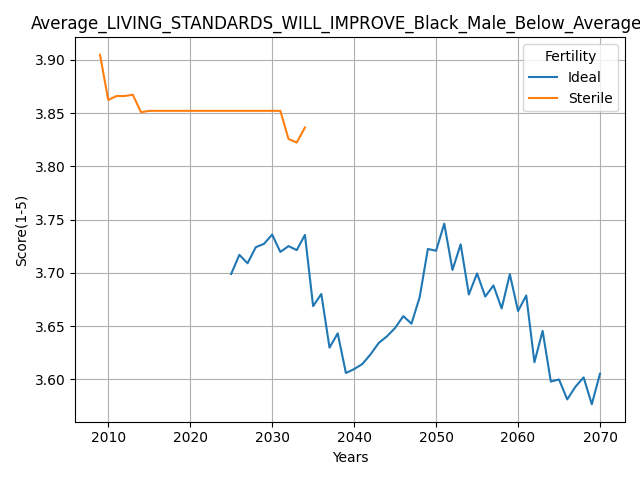 Average_LIVING_STANDARDS_WILL_IMPROVE_Black_Male_Below_Average
Fertility
Ideal
Sterile
3.90
3.85
3.80
3.75
3.70
3.65
3.60
Score(1-5)
2010 2020 2030 2040 2050 2060 2070
Years